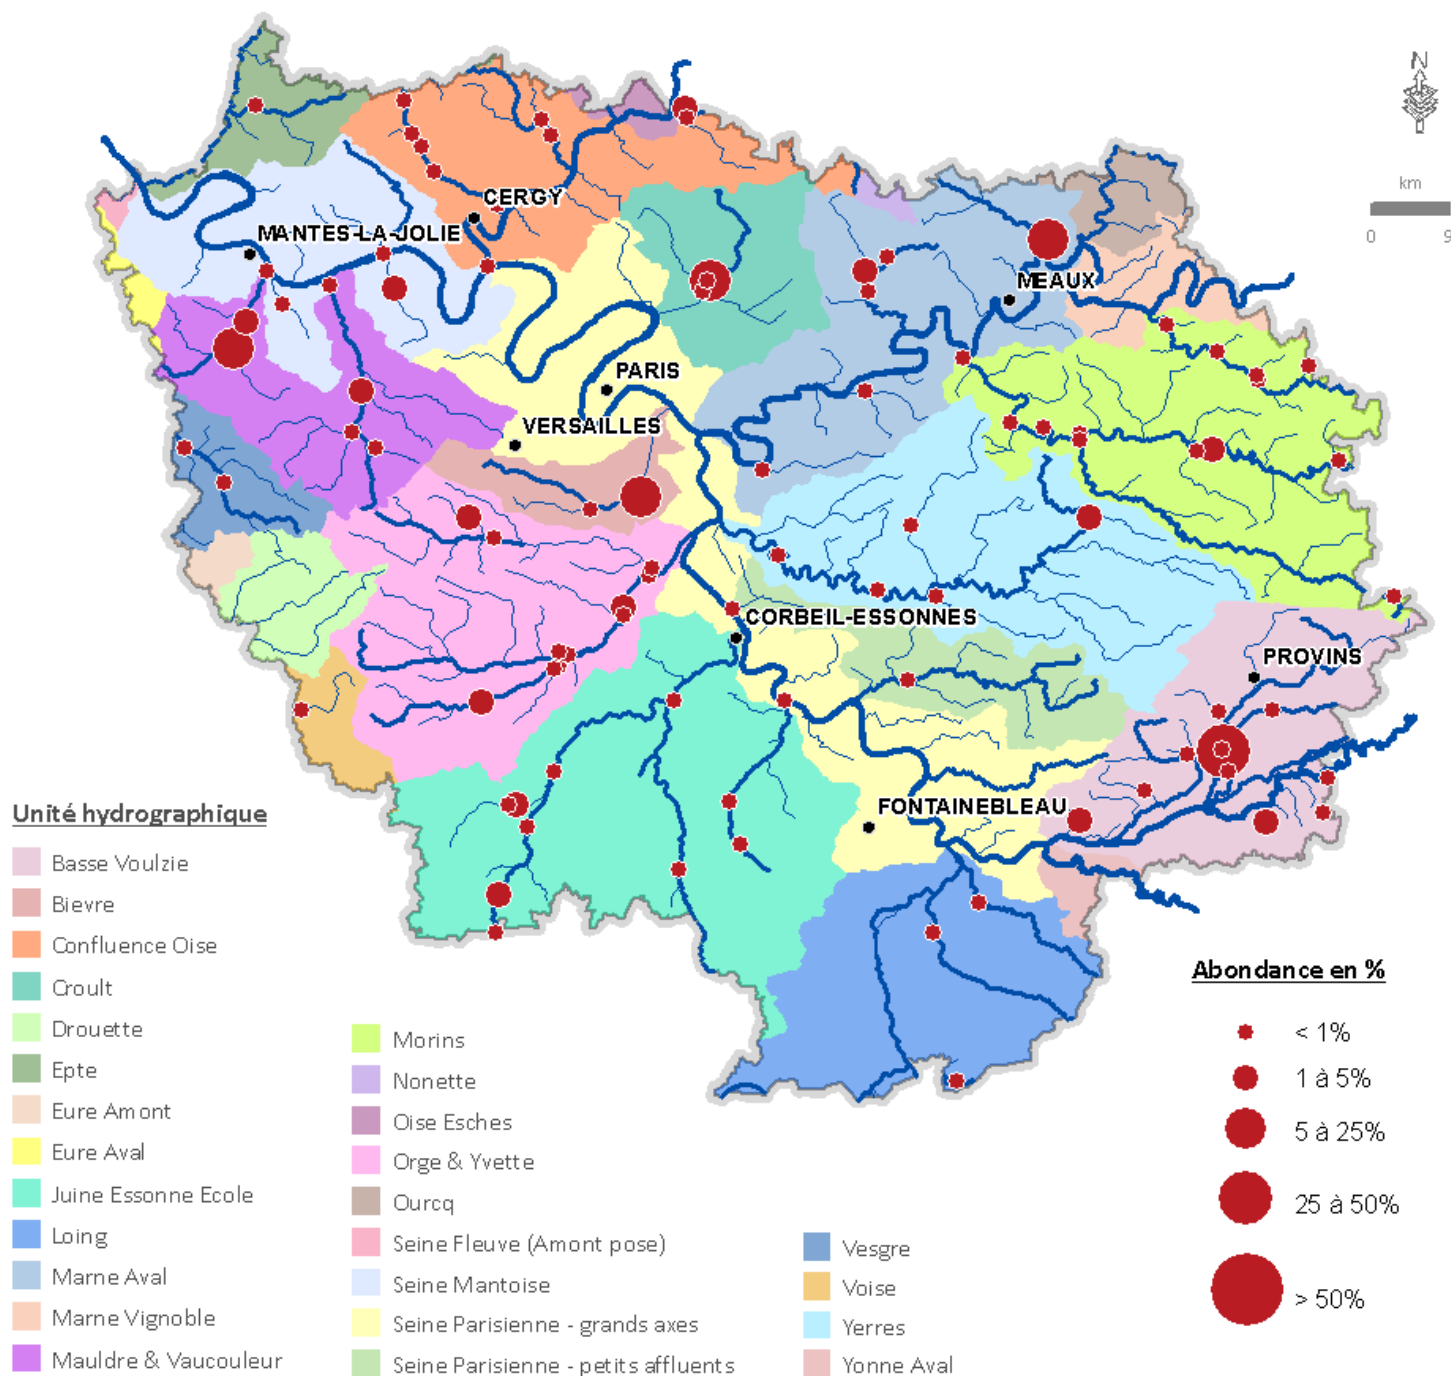 N
km
0 9
CERGY
MANTES-LA-JOLIE
MEAUX
PARIS
VERSAILLES
CORBEIL-ESSONNES
PROVINS
FONTAINEBLEAU
Unité hydrographique
Basse Voulzie
Bievre
Confluence Oise
Croult
Drouette
Epte
Eure Amont
Eure Aval
Juine Essonne Ecole
Loing
Marne Aval
Marne Vignoble
Mauldre & Vaucouleur
Morins
Nonette
Oise Esches
Orge & Yvette
Ourcq
Seine Fleuve (Amont pose)
Seine Mantoise
Seine Parisienne - grands axes
Seine Parisienne - petits affluents
Vesgre
Voise
Yerres
Yonne Aval
Abondance en %
< 1%
1 à 5%
5 à 25%
25 à 50%
> 50%